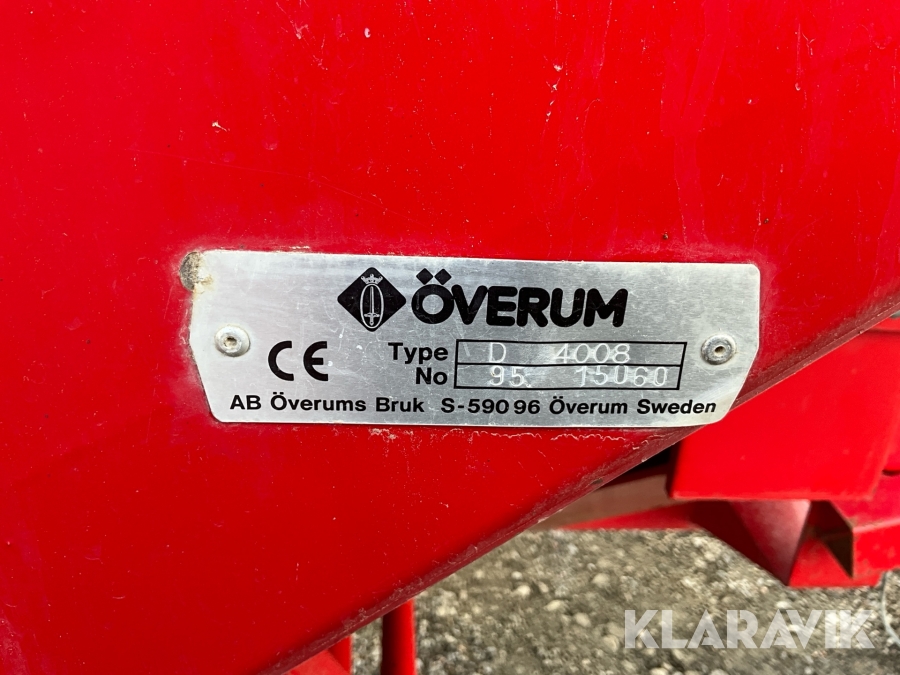 ÖVERUM
CE
Type D 4008
No 95. 15060
AB Överums Bruk S-590 96 Överum Sweden
KLARAVIK